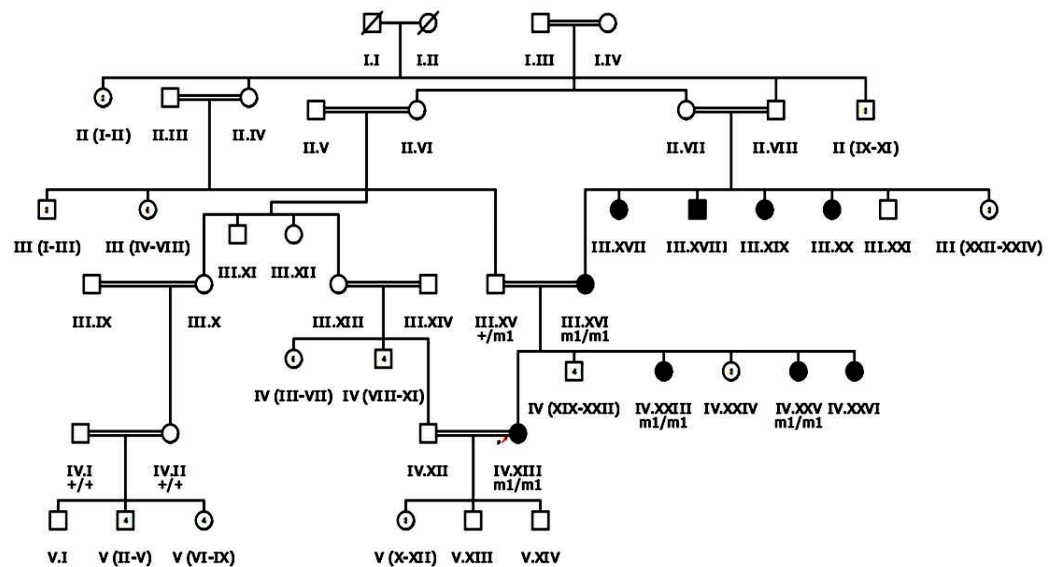 I.I I.II I.III I.IV
II (I-II) II.III II.IV II.V II.VI II.VII II.VIII II (IX-XI)
III (I-III) III (IV-VIII) III.XI III.XII III.XVII III.XVIII III.XIX III.XX III.XXI III (XXII-XXIV)
III.IX III.X III.XIII III.XIV III.XV III.XVI
+/m1 m1/m1
4
IV (III-VII) IV (VIII-XI) IV (XIX-XXII) IV.XXIII IV.XXIV IV.XXV IV.XXVI
m1/m1 m1/m1
IV.I IV.II IV.XII IV.XIII
+/+ +/+ m1/m1
4 4
V.I V (II-V) V (VI-IX) V (X-XII) V.XIII V.XIV